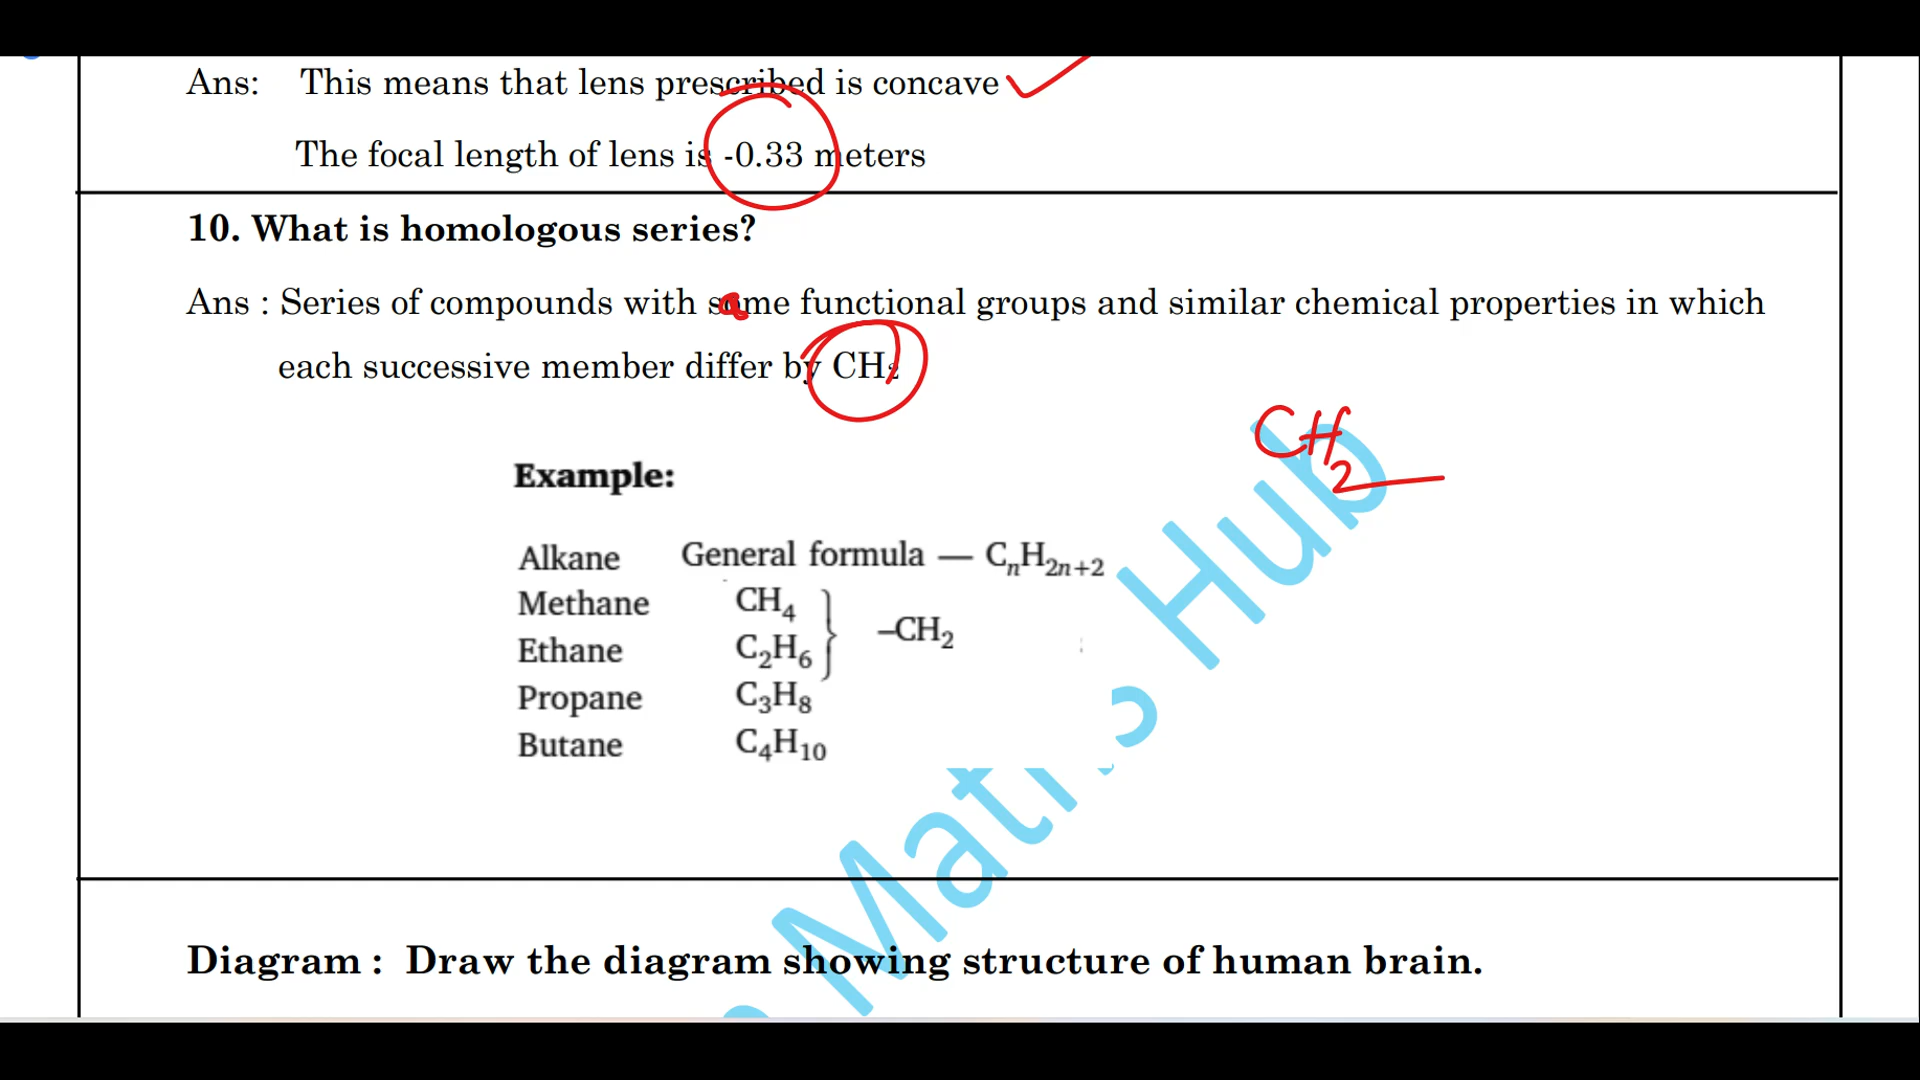 Ans: This means that lens prescribed is concave
The focal length of lens is -0.33 meters
10. What is homologous series?
Ans : Series of compounds with same functional groups and similar chemical properties in which
each successive member differ by CH₂
CH₂
Example:
Alkane General formula — CₙH₂ₙ₊₂
Methane CH₄
–CH₂
Ethane C₂H₆
Propane C₃H₈
Butane C₄H₁₀
Maths Hub
Diagram : Draw the diagram showing structure of human brain.